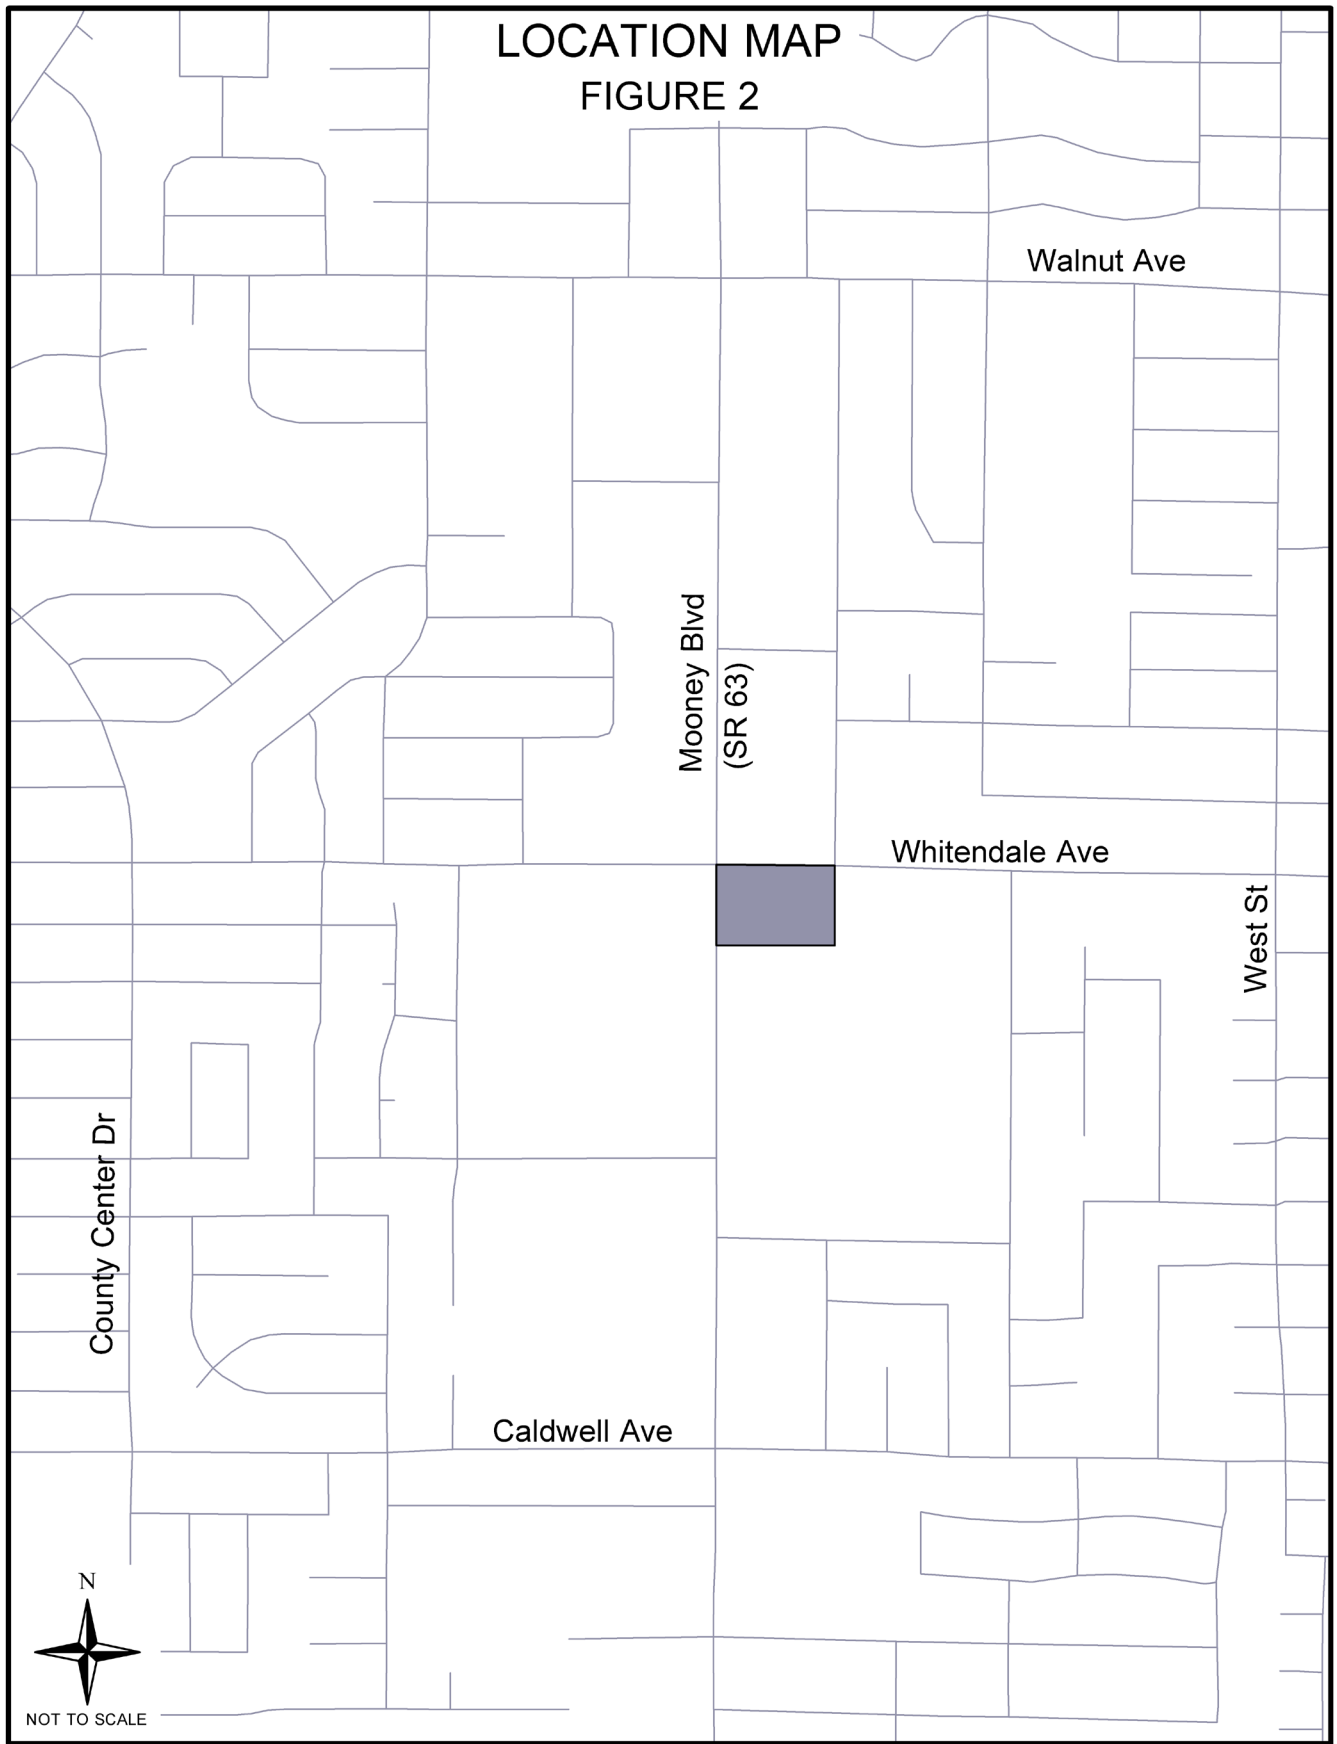 LOCATION MAP
FIGURE 2
Walnut Ave
Mooney Blvd
(SR 63)
Whitendale Ave
West St
County Center Dr
Caldwell Ave
N
NOT TO SCALE